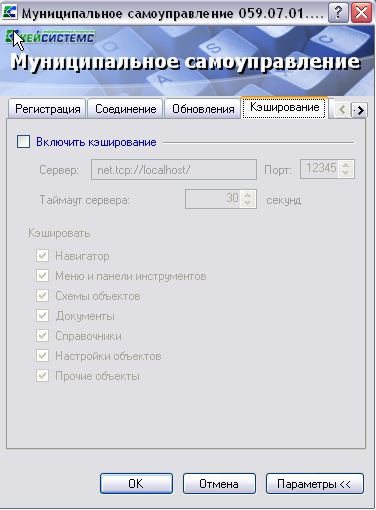 Муниципальное самоуправление 059.07.01....
КЕЙСИСТЕМС
Муниципальное самоуправление
Регистрация Соединение Обновления Кэширование
Включить кэширование
Сервер: net.tcp://localhost/ Порт: 12345
Таймаут сервера: 30 секунд
Кэшировать
Навигатор
Меню и панели инструментов
Схемы объектов
Документы
Справочники
Настройки объектов
Прочие объекты
OK Отмена Параметры <<